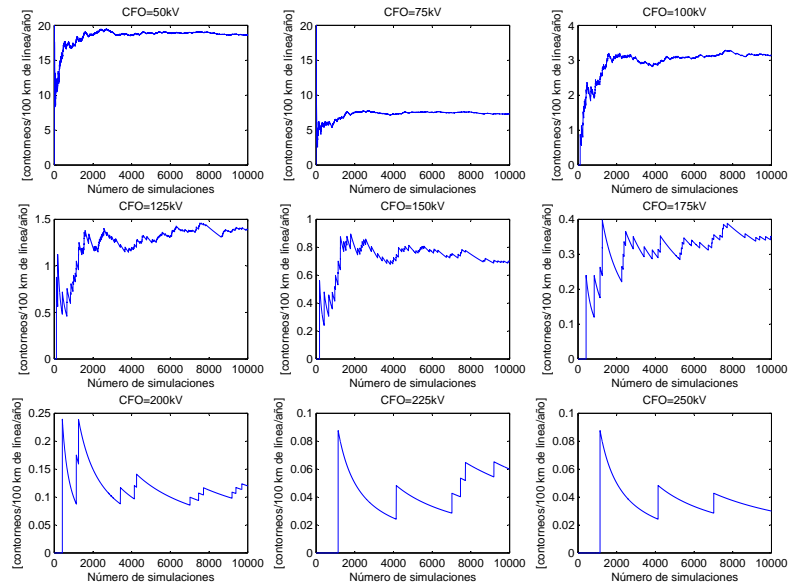 CFO=50kV
CFO=75kV
CFO=100kV
[contorneos/100 km de línea/año]
20
15
10
5
0
0 2000 4000 6000 8000 10000
Número de simulaciones
[contorneos/100 km de línea/año]
20
15
10
5
0
0 2000 4000 6000 8000 10000
Número de simulaciones
[contorneos/100 km de línea/año]
4
3
2
1
0
0 2000 4000 6000 8000 10000
Número de simulaciones
CFO=125kV
CFO=150kV
CFO=175kV
[contorneos/100 km de línea/año]
1.5
1
0.5
0
0 2000 4000 6000 8000 10000
Número de simulaciones
[contorneos/100 km de línea/año]
1
0.8
0.6
0.4
0.2
0
0 2000 4000 6000 8000 10000
Número de simulaciones
[contorneos/100 km de línea/año]
0.4
0.3
0.2
0.1
0
0 2000 4000 6000 8000 10000
Número de simulaciones
CFO=200kV
CFO=225kV
CFO=250kV
[contorneos/100 km de línea/año]
0.25
0.2
0.15
0.1
0.05
0
0 2000 4000 6000 8000 10000
Número de simulaciones
[contorneos/100 km de línea/año]
0.1
0.08
0.06
0.04
0.02
0
0 2000 4000 6000 8000 10000
Número de simulaciones
[contorneos/100 km de línea/año]
0.1
0.08
0.06
0.04
0.02
0
0 2000 4000 6000 8000 10000
Número de simulaciones